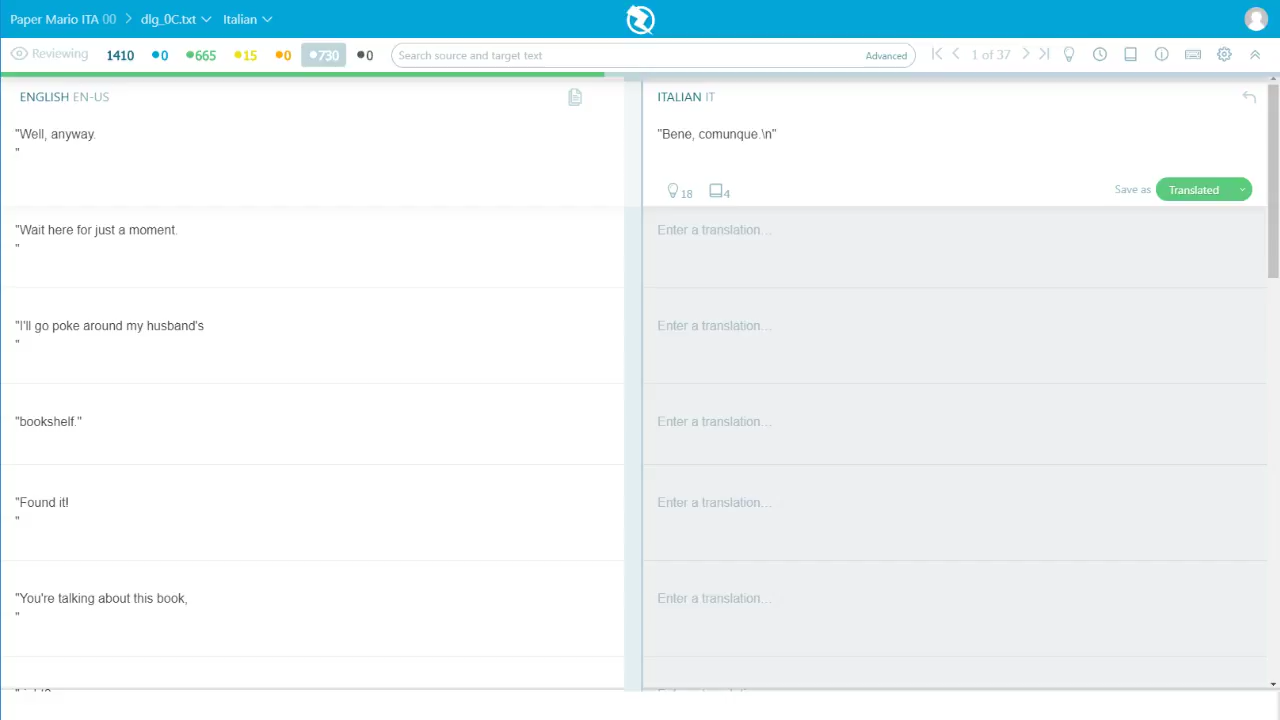 Paper Mario ITA 00 > dlg_0C.txt Italian
Reviewing 1410 0 665 15 0 730 0 Search source and target text Advanced 1 of 37
ENGLISH EN-US
ITALIAN IT
"Well, anyway.
"
"Bene, comunque.\n"
18 4 Save as Translated
"Wait here for just a moment.
"
Enter a translation...
"I'll go poke around my husband's
"
Enter a translation...
"bookshelf."
Enter a translation...
"Found it!
"
Enter a translation...
"You're talking about this book,
"
Enter a translation...